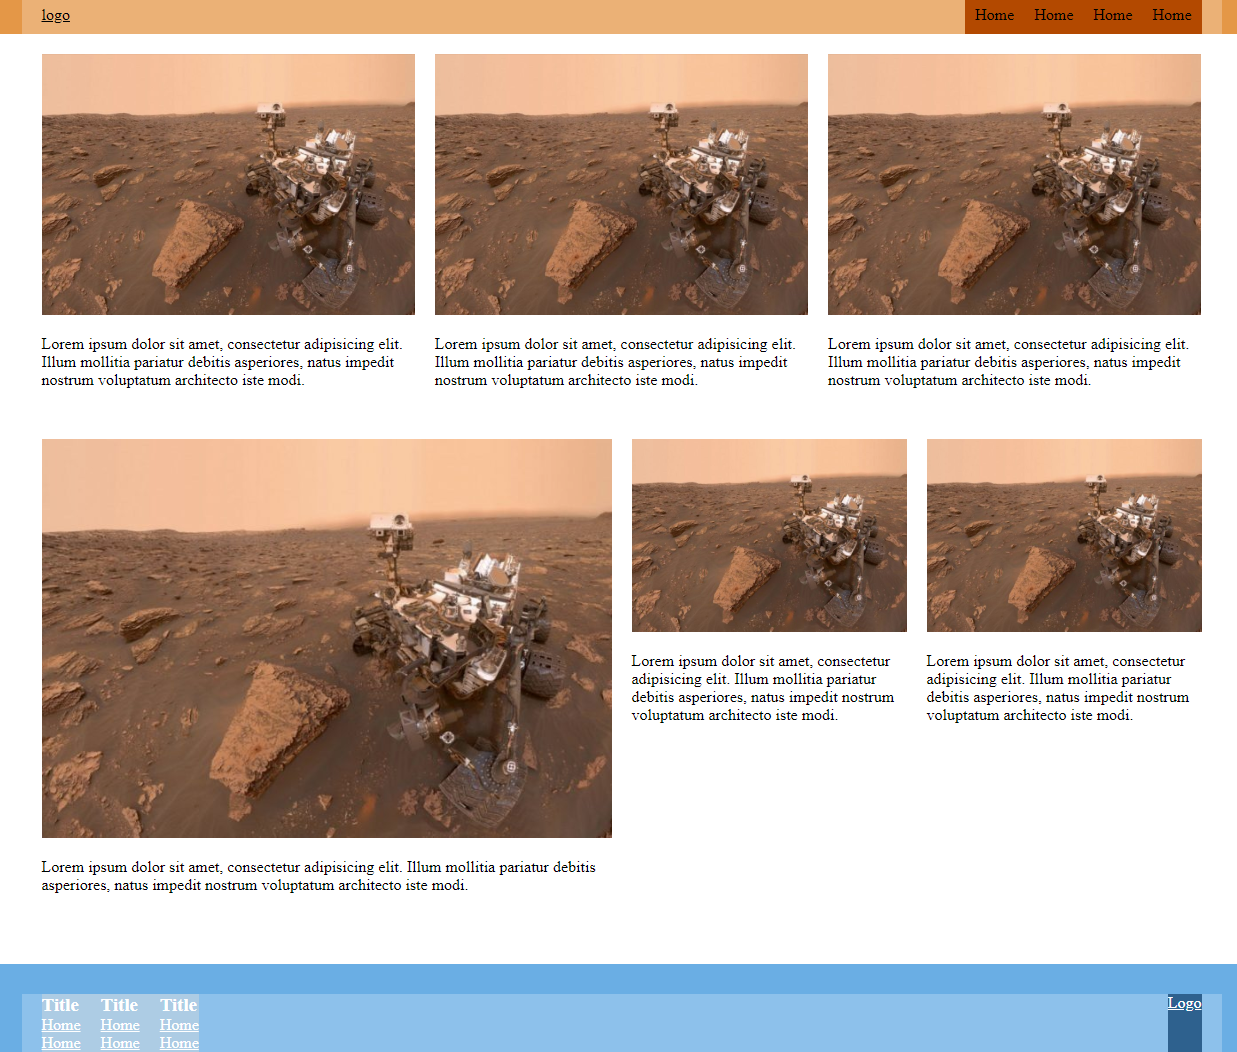 logo
Home Home Home Home
Lorem ipsum dolor sit amet, consectetur adipisicing elit.
Illum mollitia pariatur debitis asperiores, natus impedit
nostrum voluptatum architecto iste modi.
Lorem ipsum dolor sit amet, consectetur adipisicing elit.
Illum mollitia pariatur debitis asperiores, natus impedit
nostrum voluptatum architecto iste modi.
Lorem ipsum dolor sit amet, consectetur adipisicing elit.
Illum mollitia pariatur debitis asperiores, natus impedit
nostrum voluptatum architecto iste modi.
Lorem ipsum dolor sit amet, consectetur adipisicing elit. Illum mollitia pariatur debitis
asperiores, natus impedit nostrum voluptatum architecto iste modi.
Lorem ipsum dolor sit amet, consectetur
adipisicing elit. Illum mollitia pariatur
debitis asperiores, natus impedit nostrum
voluptatum architecto iste modi.
Lorem ipsum dolor sit amet, consectetur
adipisicing elit. Illum mollitia pariatur
debitis asperiores, natus impedit nostrum
voluptatum architecto iste modi.
Title
Home
Home
Title
Home
Home
Title
Home
Home
Logo